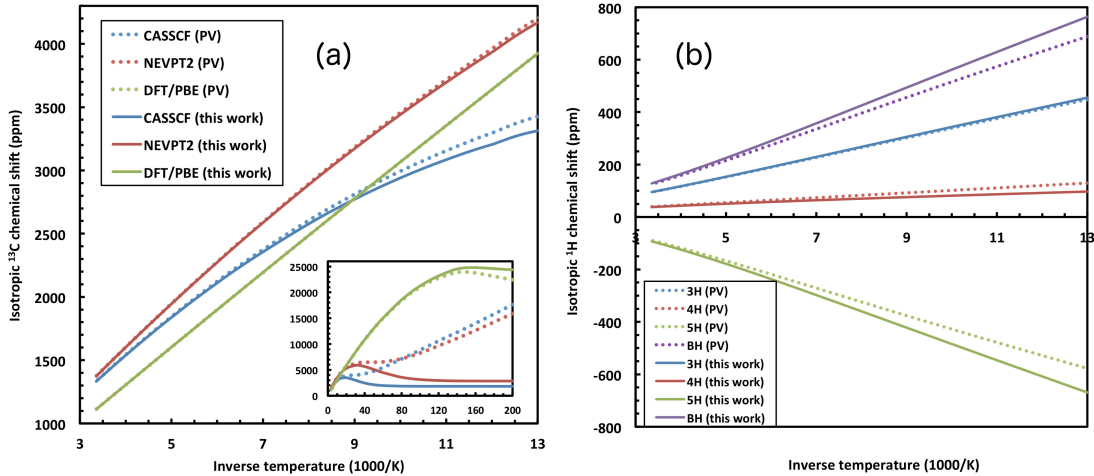 (a)
Isotropic ¹³C chemical shift (ppm)
4000
3500
3000
2500
2000
1500
1000
CASSCF (PV)
NEVPT2 (PV)
DFT/PBE (PV)
CASSCF (this work)
NEVPT2 (this work)
DFT/PBE (this work)
25000
20000
15000
10000
5000
0
0 40 80 120 160 200
3 5 7 9 11 13
Inverse temperature (1000/K)
(b)
Isotropic ¹H chemical shift (ppm)
800
600
400
200
0
3 5 7 9 11 13
-200
-400
-600
-800
3H (PV)
4H (PV)
5H (PV)
BH (PV)
3H (this work)
4H (this work)
5H (this work)
BH (this work)
Inverse temperature (1000/K)